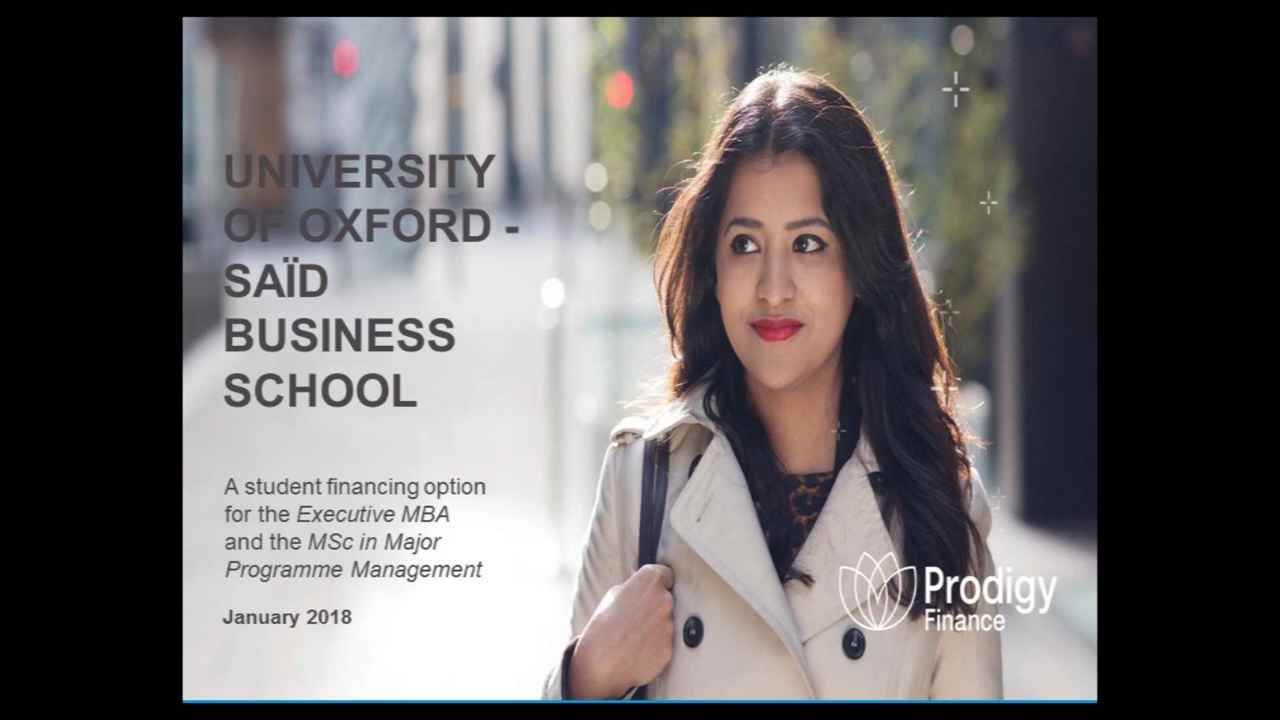 UNIVERSITY
OF OXFORD -
SAÏD
BUSINESS
SCHOOL
A student financing option
for the Executive MBA
and the MSc in Major
Programme Management
January 2018
Prodigy
Finance